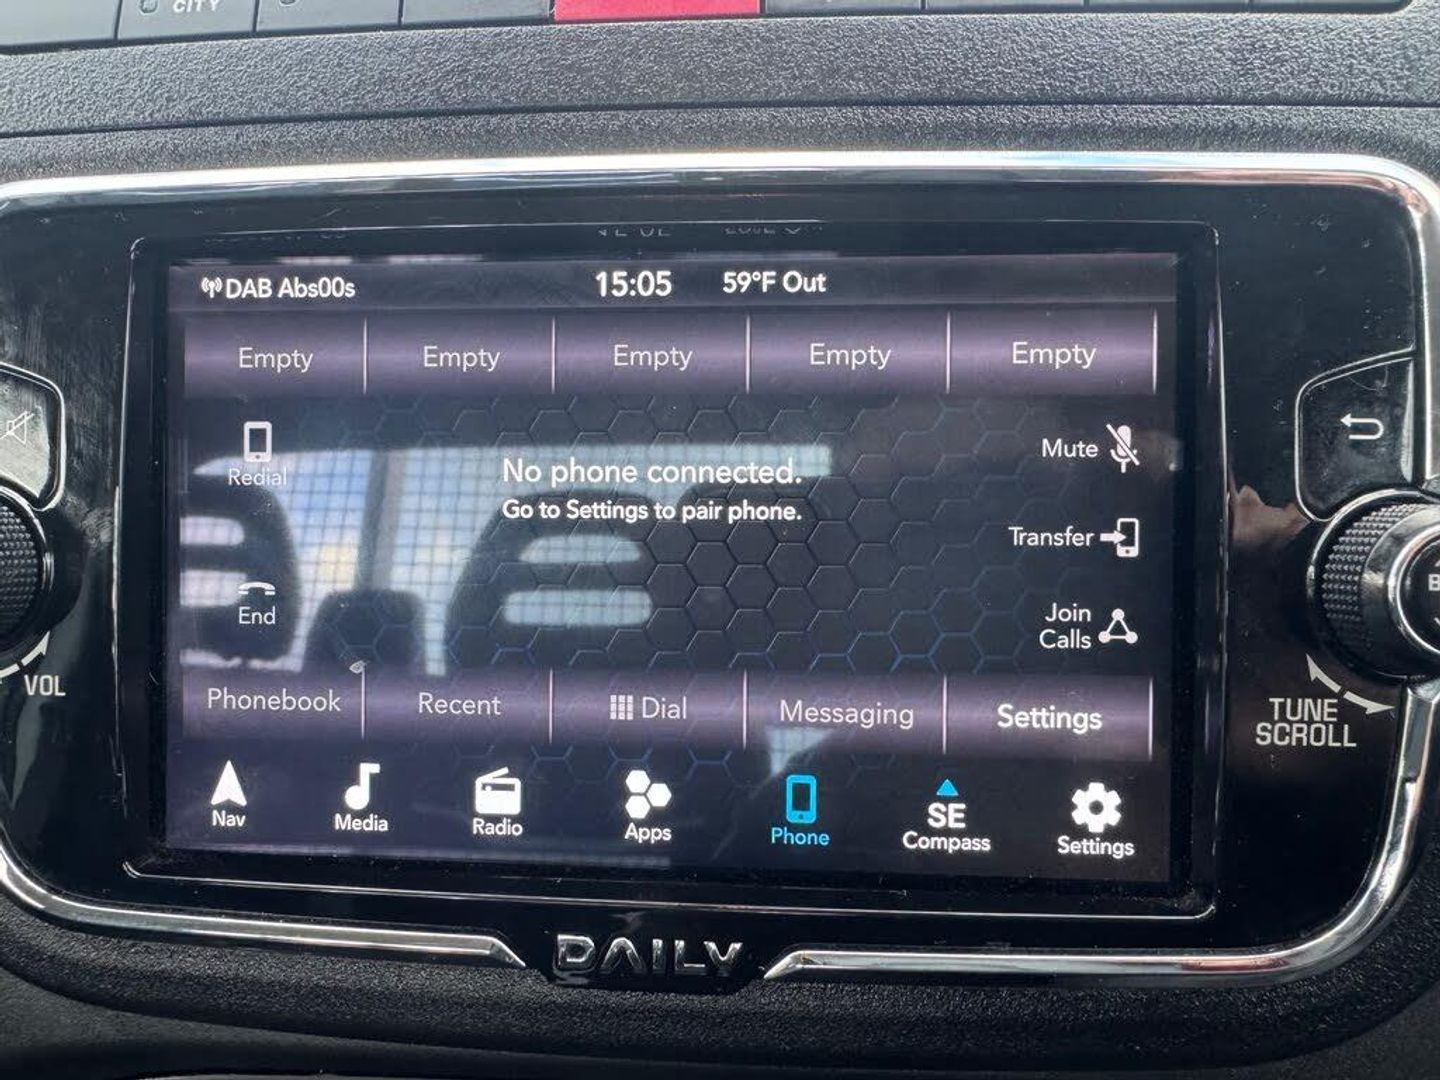 CITY
DAB Abs00s 15:05 59°F Out
Empty Empty Empty Empty Empty
Redial
No phone connected.
Go to Settings to pair phone.
Mute
Transfer
End
Join
Calls
Phonebook Recent Dial Messaging Settings
Nav Media Radio Apps Phone SE Compass Settings
VOL
TUNE
SCROLL
DAILY